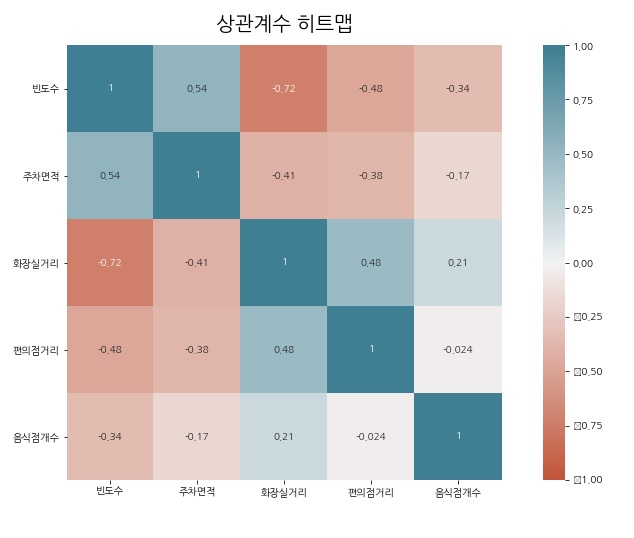 상관계수 히트맵
빈도수 1 0.54 -0.72 -0.48 -0.34
주차면적 0.54 1 -0.41 -0.38 -0.17
화장실거리 -0.72 -0.41 1 0.48 0.21
편의점거리 -0.48 -0.38 0.48 1 -0.024
음식점개수 -0.34 -0.17 0.21 -0.024 1
빈도수 주차면적 화장실거리 편의점거리 음식점개수
1.00
0.75
0.50
0.25
0.00
□0.25
□0.50
□0.75
□1.00